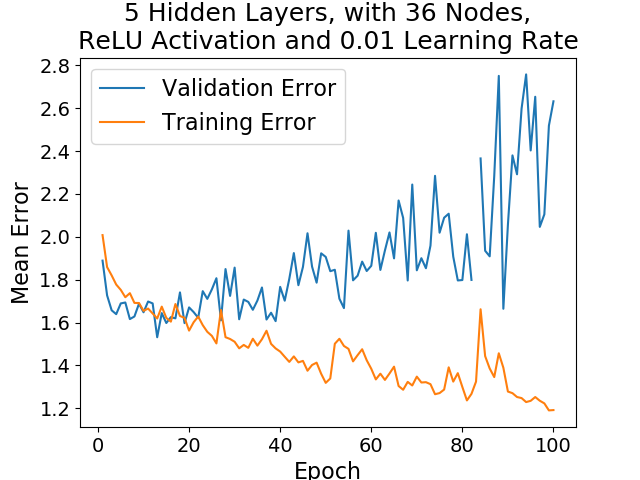 5 Hidden Layers, with 36 Nodes,
ReLU Activation and 0.01 Learning Rate
Validation Error
Training Error
Mean Error
2.8
2.6
2.4
2.2
2.0
1.8
1.6
1.4
1.2
0 20 40 60 80 100
Epoch